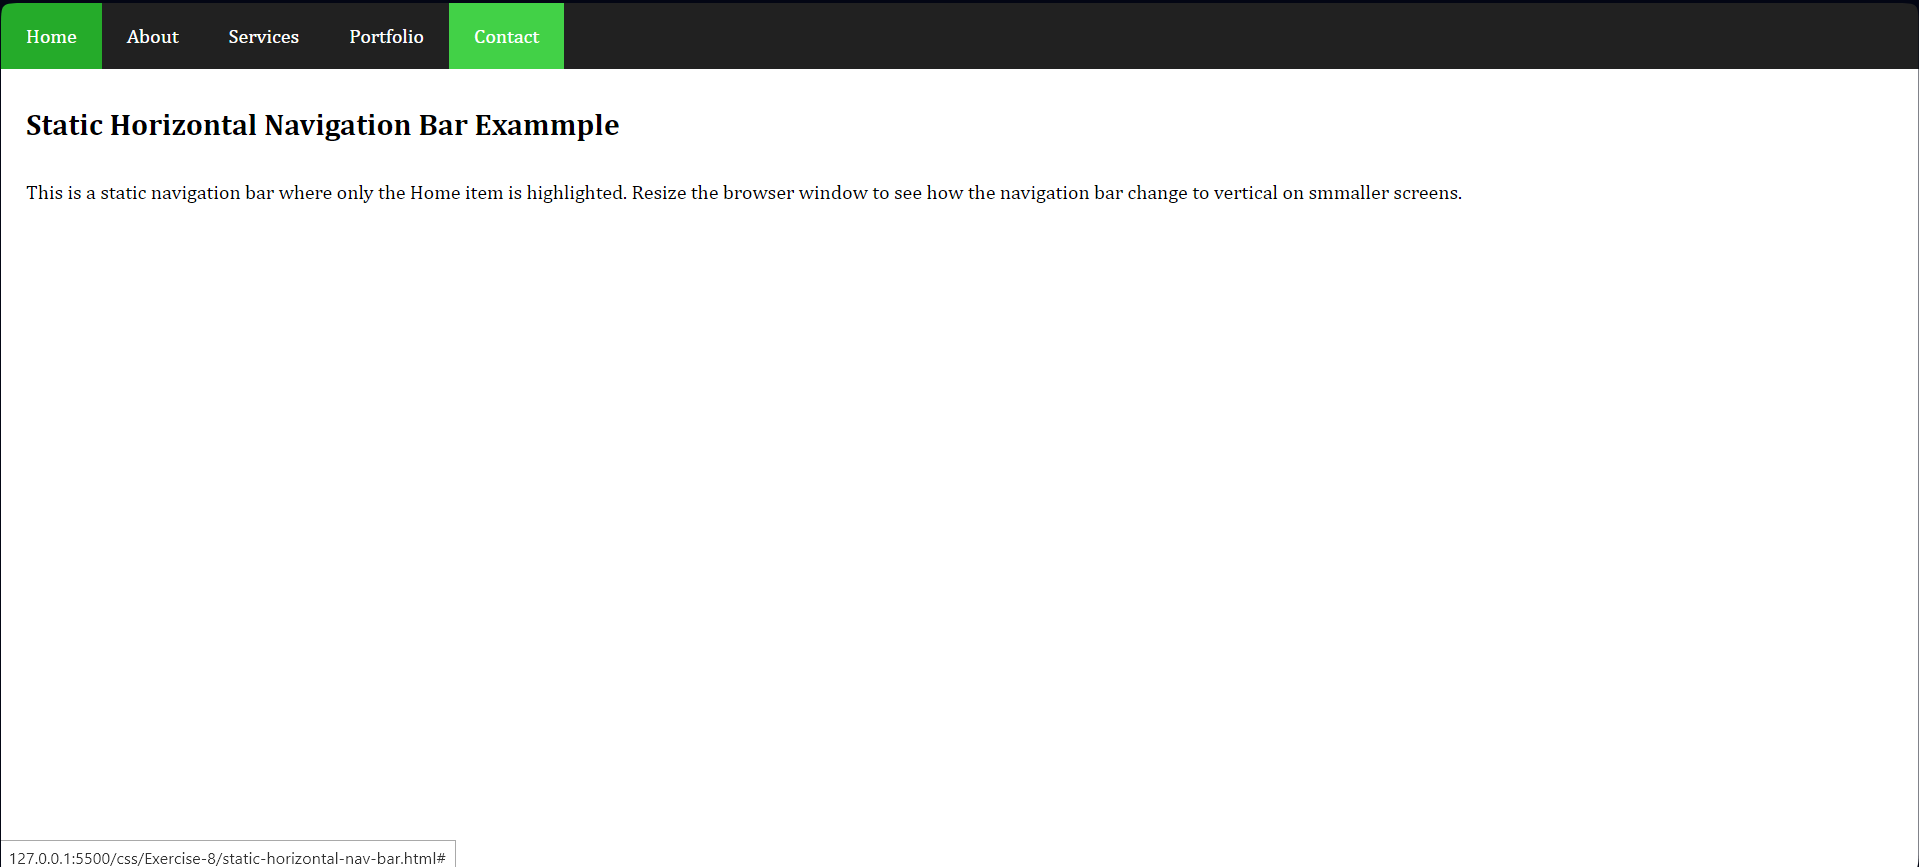 Home About Services Portfolio Contact
Static Horizontal Navigation Bar Exammple
This is a static navigation bar where only the Home item is highlighted. Resize the browser window to see how the navigation bar change to vertical on smmaller screens.
127.0.0.1:5500/css/Exercise-8/static-horizontal-nav-bar.html#